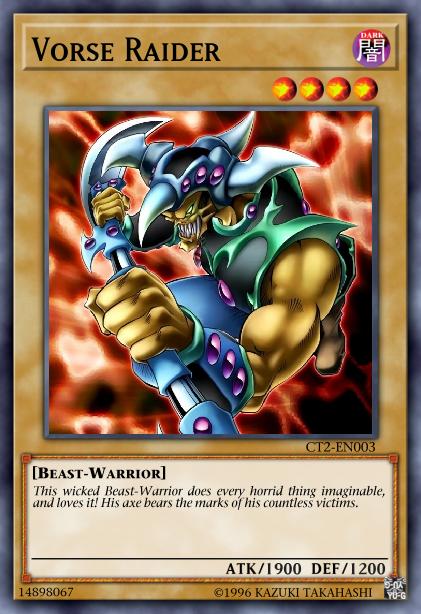 Vorse Raider
DARK
闇
CT2-EN003
[Beast-Warrior]
This wicked Beast-Warrior does every horrid thing imaginable,
and loves it! His axe bears the marks of his countless victims.
ATK/1900 DEF/1200
14898067
©1996 KAZUKI TAKAHASHI